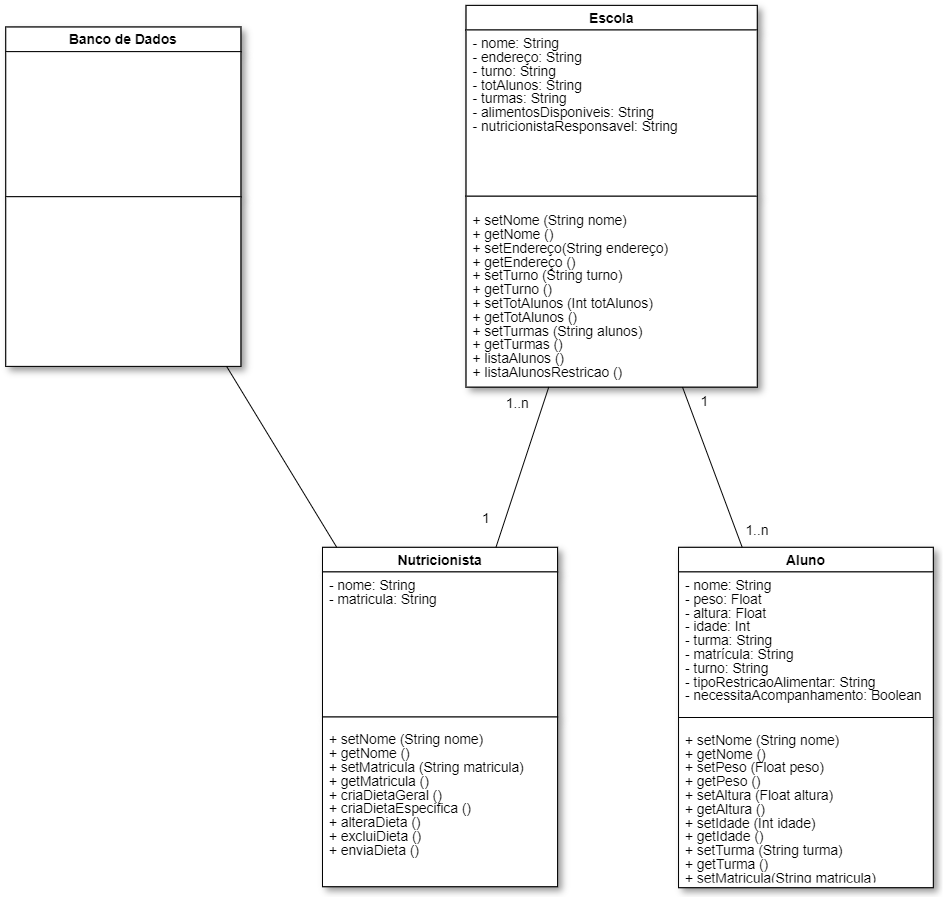 Banco de Dados
Escola
- nome: String
- endereço: String
- turno: String
- totAlunos: String
- turmas: String
- alimentosDisponiveis: String
- nutricionistaResponsavel: String
+ setNome (String nome)
+ getNome ()
+ setEndereço(String endereço)
+ getEndereço ()
+ setTurno (String turno)
+ getTurno ()
+ setTotAlunos (Int totAlunos)
+ getTotAlunos ()
+ setTurmas (String alunos)
+ getTurmas ()
+ listaAlunos ()
+ listaAlunosRestricao ()
1..n
1
1
1..n
Nutricionista
- nome: String
- matricula: String
+ setNome (String nome)
+ getNome ()
+ setMatricula (String matricula)
+ getMatricula ()
+ criaDietaGeral ()
+ criaDietaEspecífica ()
+ alteraDieta ()
+ excluiDieta ()
+ enviaDieta ()
Aluno
- nome: String
- peso: Float
- altura: Float
- idade: Int
- turma: String
- matrícula: String
- turno: String
- tipoRestricaoAlimentar: String
- necessitaAcompanhamento: Boolean
+ setNome (String nome)
+ getNome ()
+ setPeso (Float peso)
+ getPeso ()
+ setAltura (Float altura)
+ getAltura ()
+ setIdade (Int idade)
+ getIdade ()
+ setTurma (String turma)
+ getTurma ()
+ setMatricula(String matricula)